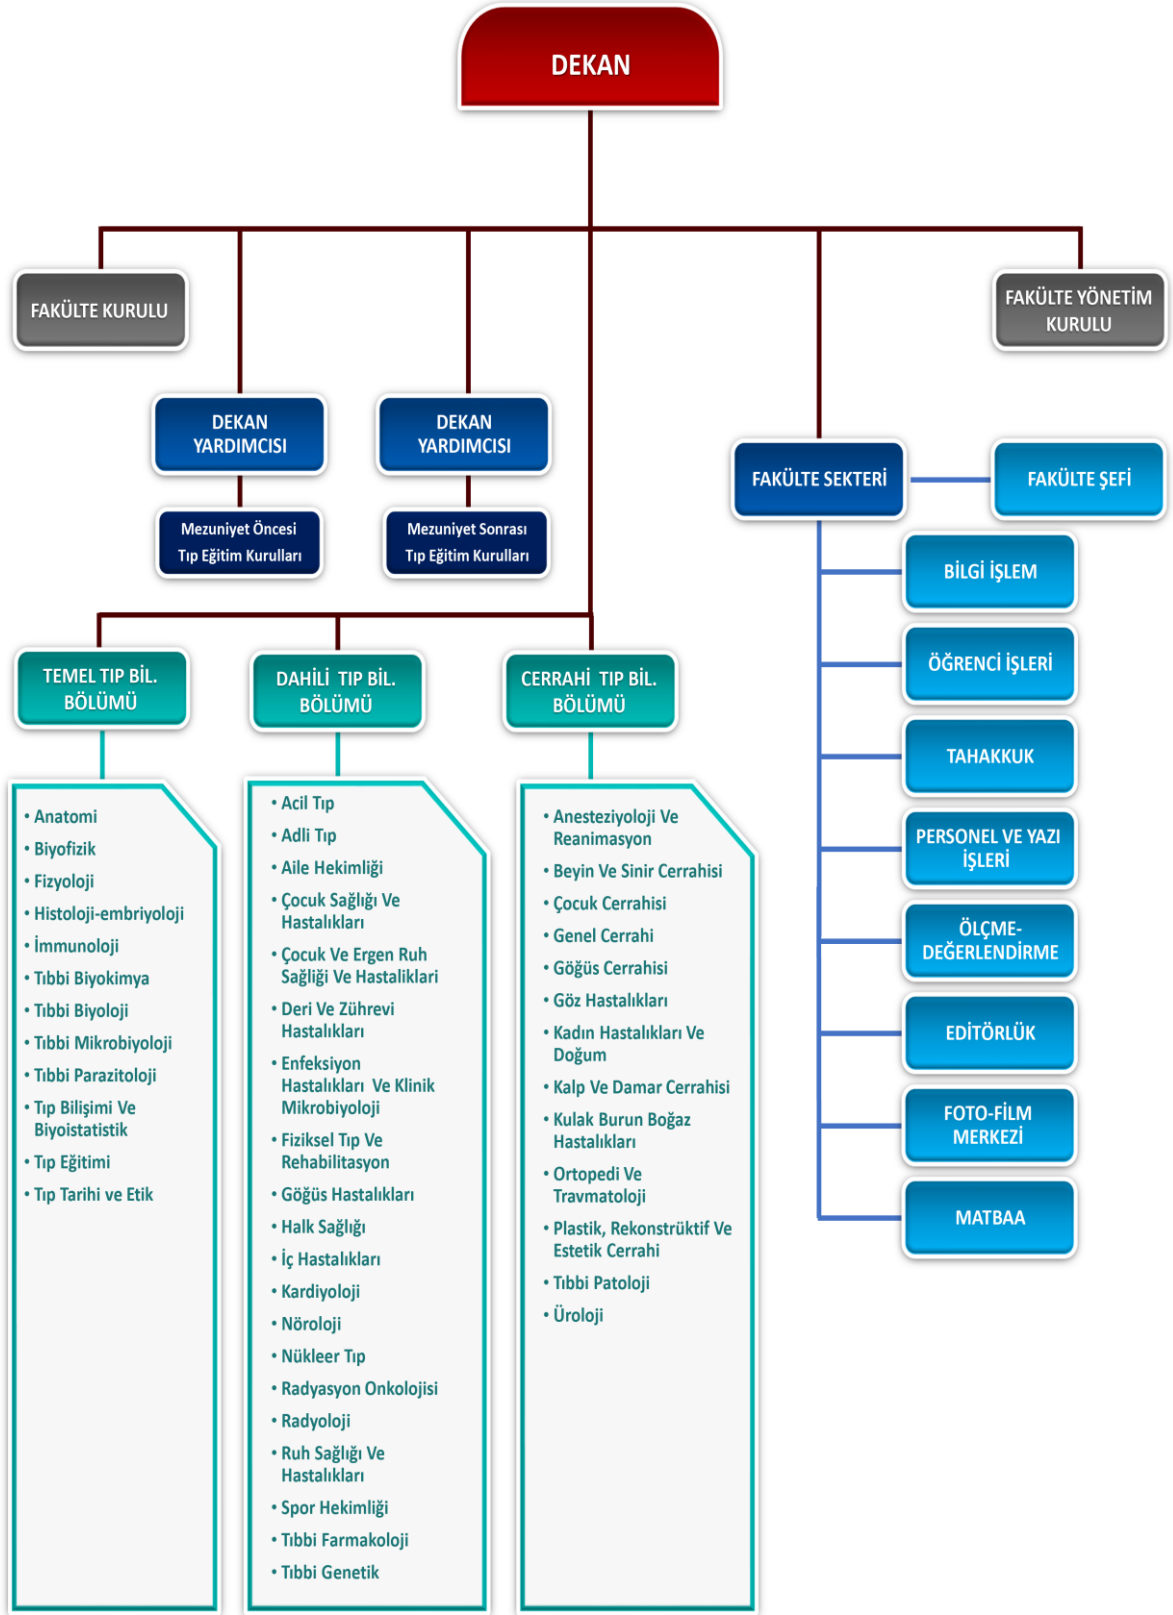 DEKAN
FAKÜLTE KURULU
FAKÜLTE YÖNETİM
KURULU
DEKAN
YARDIMCISI
DEKAN
YARDIMCISI
Mezuniyet Öncesi
Tıp Eğitim Kurulları
Mezuniyet Sonrası
Tıp Eğitim Kurulları
FAKÜLTE SEKTERİ
FAKÜLTE ŞEFİ
BİLGİ İŞLEM
ÖĞRENCİ İŞLERİ
TAHAKKUK
PERSONEL VE YAZI
İŞLERİ
ÖLÇME-
DEĞERLENDİRME
EDİTÖRLÜK
FOTO-FİLM
MERKEZİ
MATBAA
TEMEL TIP BİL.
BÖLÜMÜ
• Anatomi
• Biyofizik
• Fizyoloji
• Histoloji-embriyoloji
• İmmunoloji
• Tıbbi Biyokimya
• Tıbbi Biyoloji
• Tıbbi Mikrobiyoloji
• Tıbbi Parazitoloji
• Tıp Bilişimi Ve
Biyoistatistik
• Tıp Eğitimi
• Tıp Tarihi ve Etik
DAHİLİ TIP BİL.
BÖLÜMÜ
• Acil Tıp
• Adli Tıp
• Aile Hekimliği
• Çocuk Sağlığı Ve
Hastalıkları
• Çocuk Ve Ergen Ruh
Sağliği Ve Hastaliklari
• Deri Ve Zührevi
Hastalıkları
• Enfeksiyon
Hastalıkları Ve Klinik
Mikrobiyoloji
• Fiziksel Tıp Ve
Rehabilitasyon
• Göğüs Hastalıkları
• Halk Sağlığı
• İç Hastalıkları
• Kardiyoloji
• Nöroloji
• Nükleer Tıp
• Radyasyon Onkolojisi
• Radyoloji
• Ruh Sağlığı Ve
Hastalıkları
• Spor Hekimliği
• Tıbbi Farmakoloji
• Tıbbi Genetik
CERRAHİ TIP BİL.
BÖLÜMÜ
• Anesteziyoloji Ve
Reanimasyon
• Beyin Ve Sinir Cerrahisi
• Çocuk Cerrahisi
• Genel Cerrahi
• Göğüs Cerrahisi
• Göz Hastalıkları
• Kadın Hastalıkları Ve
Doğum
• Kalp Ve Damar Cerrahisi
• Kulak Burun Boğaz
Hastalıkları
• Ortopedi Ve
Travmatoloji
• Plastik, Rekonstrüktif Ve
Estetik Cerrahi
• Tıbbi Patoloji
• Üroloji